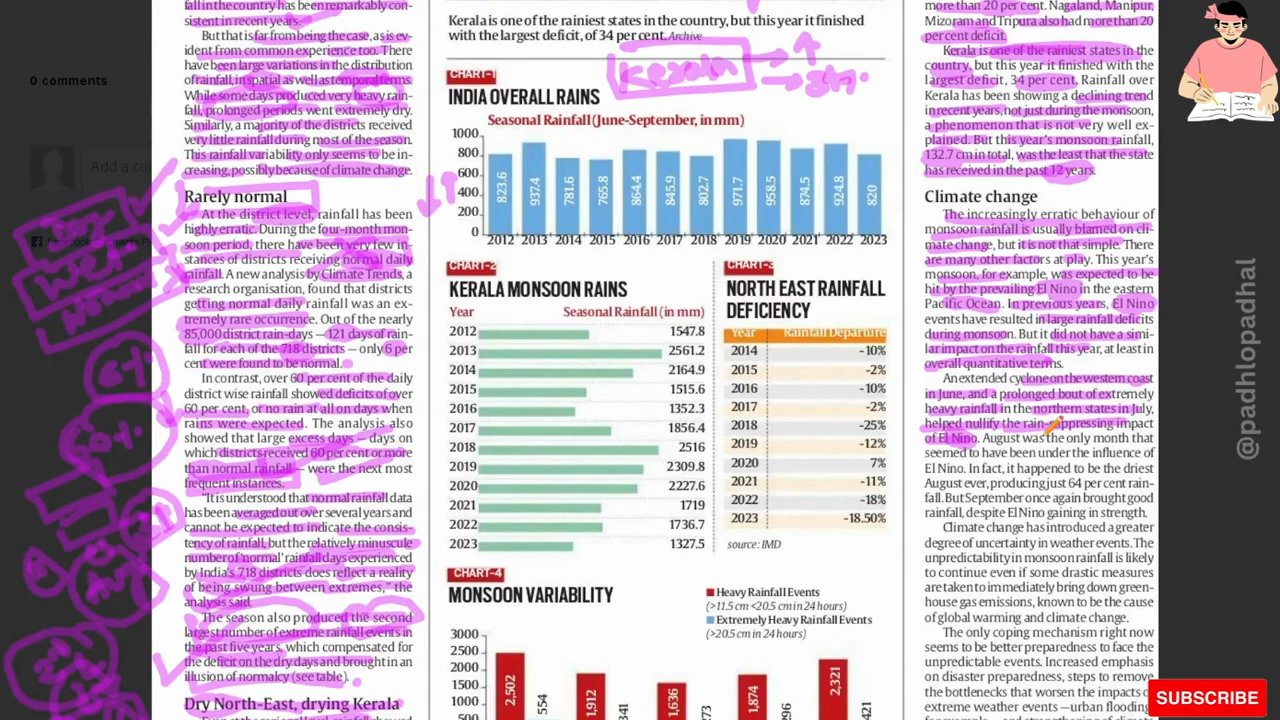 0 comments
Add a co
fall in the country has been remarkably con-
sistent in recent years.
But that is far from being the case, as is ev-
ident from common experience too. There
have been large variations in the distribution
of rainfall, in spatial as well as temporal terms.
While some days produced very heavy rain-
fall, prolonged periods went extremely dry.
Similarly, a majority of the districts received
very little rainfall during most of the season.
This rainfall variability only seems to be in-
creasing, possibly because of climate change.
Rarely normal
At the district level, rainfall has been
highly erratic. During the four-month mon-
soon period, there have been very few in-
stances of districts receiving normal daily
rainfall. A new analysis by Climate Trends, a
research organisation, found that districts
getting normal daily rainfall was an ex-
tremely rare occurrence. Out of the nearly
85,000 district rain-days — 121 days of rain-
fall for each of the 718 districts — only 6 per
cent were found to be normal.
In contrast, over 60 per cent of the daily
district wise rainfall showed deficits of over
60 per cent, or no rain at all on days when
rains were expected. The analysis also
showed that large excess days – days on
which districts received 60 per cent or more
than normal rainfall — were the next most
frequent instances.
"It is understood that normal rainfall data
has been averaged out over several years and
cannot be expected to indicate the consis-
tency of rainfall, but the relatively minuscule
number of 'normal' rainfall days experienced
by India's 718 districts does reflect a reality
of being swung between extremes," the
analysis said.
The season also produced the second
largest number of extreme rainfall events in
the past five years, which compensated for
the deficit on the dry days and brought in an
illusion of normalcy (see table).
Dry North-East, drying Kerala
Kerala is one of the rainiest states in the country, but this year it finished
with the largest deficit, of 34 per cent. Archive
Kerala
CHART-1
INDIA OVERALL RAINS
Seasonal Rainfall (June-September, in mm)
1000
800
600
400
200
0
823.6 937.4 781.6 765.8 864.4 845.9 802.7 971.7 958.5 874.5 924.8 820
2012 2013 2014 2015 2016 2017 2018 2019 2020 2021 2022 2023
CHART-2
KERALA MONSOON RAINS
Year Seasonal Rainfall (in mm)
2012 1547.8
2013 2561.2
2014 2164.9
2015 1515.6
2016 1352.3
2017 1856.4
2018 2516
2019 2309.8
2020 2227.6
2021 1719
2022 1736.7
2023 1327.5
CHART-3
NORTH EAST RAINFALL
DEFICIENCY
Year Rainfall Departure
2014 -10%
2015 -2%
2016 -10%
2017 -2%
2018 -25%
2019 -12%
2020 7%
2021 -11%
2022 -18%
2023 -18.50%
source: IMD
CHART-4
MONSOON VARIABILITY
Heavy Rainfall Events
(>11.5 cm <20.5 cm in 24 hours)
Extremely Heavy Rainfall Events
(>20.5 cm in 24 hours)
3000
2500
2000
1500
1000
500
2,502 554 1,912 341 1,636 273 1,874 296 2,321 421
more than 20 per cent. Nagaland, Manipur,
Mizoram and Tripura also had more than 20
per cent deficit.
Kerala is one of the rainiest states in the
country, but this year it finished with the
largest deficit, 34 per cent. Rainfall over
Kerala has been showing a declining trend
in recent years, not just during the monsoon,
a phenomenon that is not very well ex-
plained. But this year's monsoon rainfall,
132.7 cm in total, was the least that the state
has received in the past 12 years.
Climate change
The increasingly erratic behaviour of
monsoon rainfall is usually blamed on cli-
mate change, but it is not that simple. There
are many other factors at play. This year's
monsoon, for example, was expected to be
hit by the prevailing El Nino in the eastern
Pacific Ocean. In previous years, El Nino
events have resulted in large rainfall deficits
during monsoon. But it did not have a simi-
lar impact on the rainfall this year, at least in
overall quantitative terms.
An extended cyclone on the western coast
in June, and a prolonged bout of extremely
heavy rainfall in the northern states in July,
helped nullify the rain-suppressing impact
of El Nino. August was the only month that
seemed to have been under the influence of
El Nino. In fact, it happened to be the driest
August ever, producing just 64 per cent rain-
fall. But September once again brought good
rainfall, despite El Nino gaining in strength.
Climate change has introduced a greater
degree of uncertainty in weather events. The
unpredictability in monsoon rainfall is likely
to continue even if some drastic measures
are taken to immediately bring down green-
house gas emissions, known to be the cause
of global warming and climate change.
The only coping mechanism right now
seems to be better preparedness to face the
unpredictable events. Increased emphasis
on disaster preparedness, steps to remove
the bottlenecks that worsen the impacts o
extreme weather events — urban flooding
@padhlopadhal
SUBSCRIBE